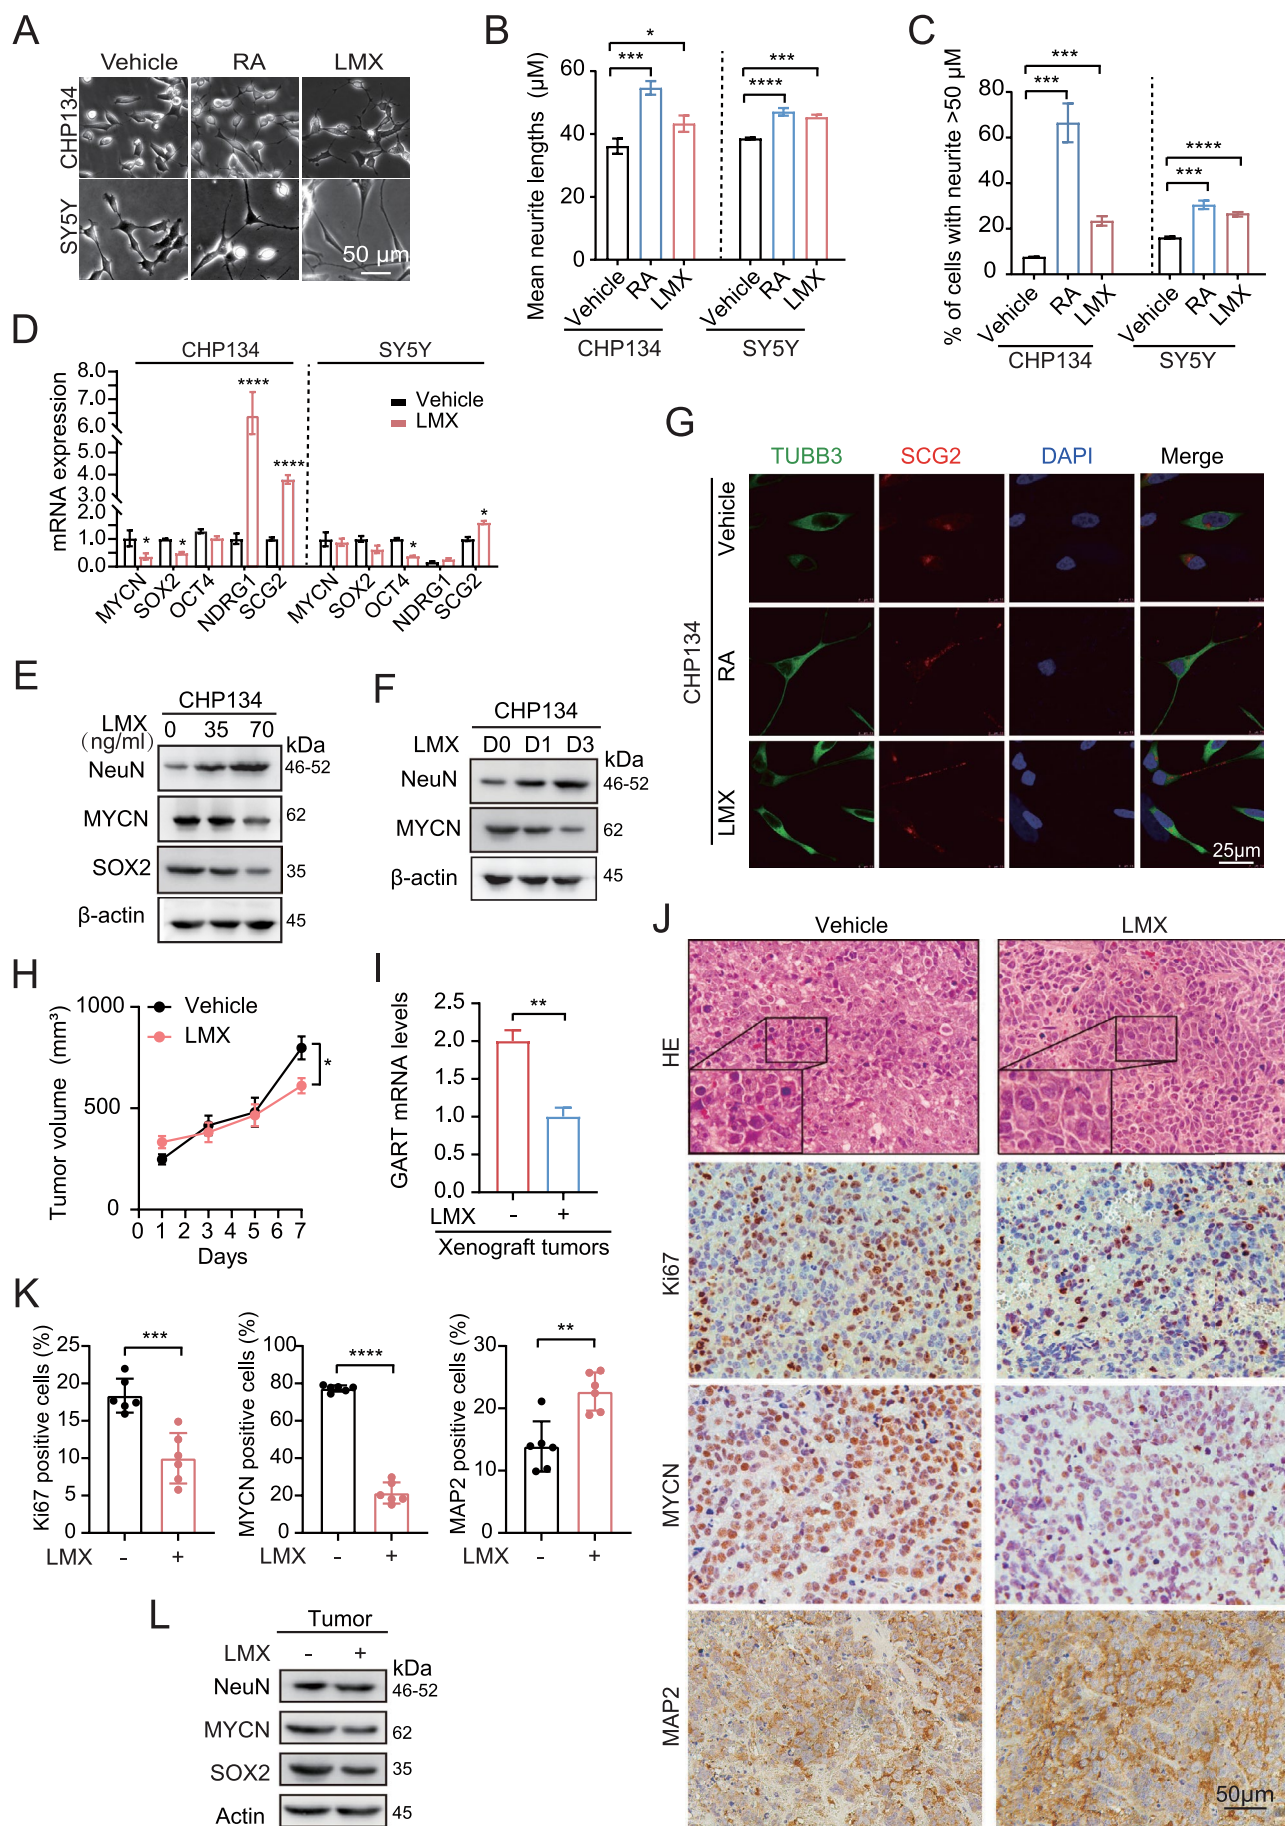 A
Vehicle RA LMX
CHP134
SY5Y
50 µm
B
Mean neurite lengths (µM)
60
40
20
0
* *** *** ****
Vehicle RA LMX Vehicle RA LMX
CHP134 SY5Y
C
% of cells with neurite >50 µM
80
60
40
20
0
*** *** **** ***
Vehicle RA LMX Vehicle RA LMX
CHP134 SY5Y
D
CHP134 SY5Y
mRNA expression
8.0
7.0
6.0
5.0
4.0
3.0
2.0
1.0
0.0
Vehicle
LMX
* * **** **** * *
MYCN SOX2 OCT4 NDRG1 SCG2 MYCN SOX2 OCT4 NDRG1 SCG2
E
CHP134
LMX 0 35 70
(ng/ml) kDa
NeuN 46-52
MYCN 62
SOX2 35
β-actin 45
F
CHP134
LMX D0 D1 D3 kDa
NeuN 46-52
MYCN 62
β-actin 45
G
TUBB3 SCG2 DAPI Merge
CHP134
Vehicle
RA
LMX
25µm
H
Tumor volume (mm³)
1000
500
0
Vehicle
LMX
*
0 1 2 3 4 5 6 7
Days
I
GART mRNA levels
2.5
2.0
1.5
1.0
0.5
0.0
**
LMX - +
Xenograft tumors
J
Vehicle LMX
HE
Ki67
MYCN
MAP2
50µm
K
Ki67 positive cells (%)
25
20
15
10
5
0
***
LMX - +
MYCN positive cells (%)
100
80
60
40
20
0
****
LMX - +
MAP2 positive cells (%)
30
20
10
0
**
LMX - +
L
Tumor
LMX - + kDa
NeuN 46-52
MYCN 62
SOX2 35
Actin 45